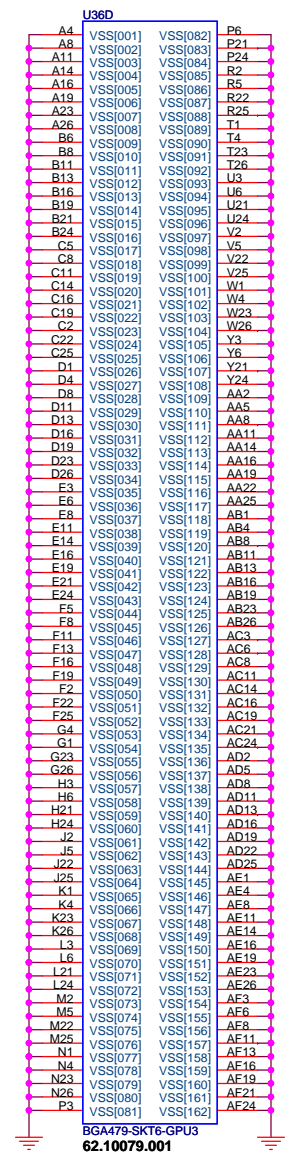 U36D
A4 VSS[001] VSS[082] P6
A8 VSS[002] VSS[083] P21
A11 VSS[003] VSS[084] P24
A14 VSS[004] VSS[085] R2
A16 VSS[005] VSS[086] R5
A19 VSS[006] VSS[087] R22
A23 VSS[007] VSS[088] R25
A26 VSS[008] VSS[089] T1
B6 VSS[009] VSS[090] T4
B8 VSS[010] VSS[091] T23
B11 VSS[011] VSS[092] T26
B13 VSS[012] VSS[093] U3
B16 VSS[013] VSS[094] U6
B19 VSS[014] VSS[095] U21
B21 VSS[015] VSS[096] U24
B24 VSS[016] VSS[097] V2
C5 VSS[017] VSS[098] V5
C8 VSS[018] VSS[099] V22
C11 VSS[019] VSS[100] V25
C14 VSS[020] VSS[101] W1
C16 VSS[021] VSS[102] W4
C19 VSS[022] VSS[103] W23
C2 VSS[023] VSS[104] W26
C22 VSS[024] VSS[105] Y3
C25 VSS[025] VSS[106] Y6
D1 VSS[026] VSS[107] Y21
D4 VSS[027] VSS[108] Y24
D8 VSS[028] VSS[109] AA2
D11 VSS[029] VSS[110] AA5
D13 VSS[030] VSS[111] AA8
D16 VSS[031] VSS[112] AA11
D19 VSS[032] VSS[113] AA14
D23 VSS[033] VSS[114] AA16
D26 VSS[034] VSS[115] AA19
E3 VSS[035] VSS[116] AA22
E6 VSS[036] VSS[117] AA25
E8 VSS[037] VSS[118] AB1
E11 VSS[038] VSS[119] AB4
E14 VSS[039] VSS[120] AB8
E16 VSS[040] VSS[121] AB11
E19 VSS[041] VSS[122] AB13
E21 VSS[042] VSS[123] AB16
E24 VSS[043] VSS[124] AB19
F5 VSS[044] VSS[125] AB23
F8 VSS[045] VSS[126] AB26
F11 VSS[046] VSS[127] AC3
F13 VSS[047] VSS[128] AC6
F16 VSS[048] VSS[129] AC8
F19 VSS[049] VSS[130] AC11
F2 VSS[050] VSS[131] AC14
F22 VSS[051] VSS[132] AC16
F25 VSS[052] VSS[133] AC19
G4 VSS[053] VSS[134] AC21
G1 VSS[054] VSS[135] AC24
G23 VSS[055] VSS[136] AD2
G26 VSS[056] VSS[137] AD5
H3 VSS[057] VSS[138] AD8
H6 VSS[058] VSS[139] AD11
H21 VSS[059] VSS[140] AD13
H24 VSS[060] VSS[141] AD16
J2 VSS[061] VSS[142] AD19
J5 VSS[062] VSS[143] AD22
J22 VSS[063] VSS[144] AD25
J25 VSS[064] VSS[145] AE1
K1 VSS[065] VSS[146] AE4
K4 VSS[066] VSS[147] AE8
K23 VSS[067] VSS[148] AE11
K26 VSS[068] VSS[149] AE14
L3 VSS[069] VSS[150] AE16
L6 VSS[070] VSS[151] AE19
L21 VSS[071] VSS[152] AE23
L24 VSS[072] VSS[153] AE26
M2 VSS[073] VSS[154] AF3
M5 VSS[074] VSS[155] AF6
M22 VSS[075] VSS[156] AF8
M25 VSS[076] VSS[157] AF11
N1 VSS[077] VSS[158] AF13
N4 VSS[078] VSS[159] AF16
N23 VSS[079] VSS[160] AF19
N26 VSS[080] VSS[161] AF21
P3 VSS[081] VSS[162] AF24
BGA479-SKT6-GPU3
62.10079.001